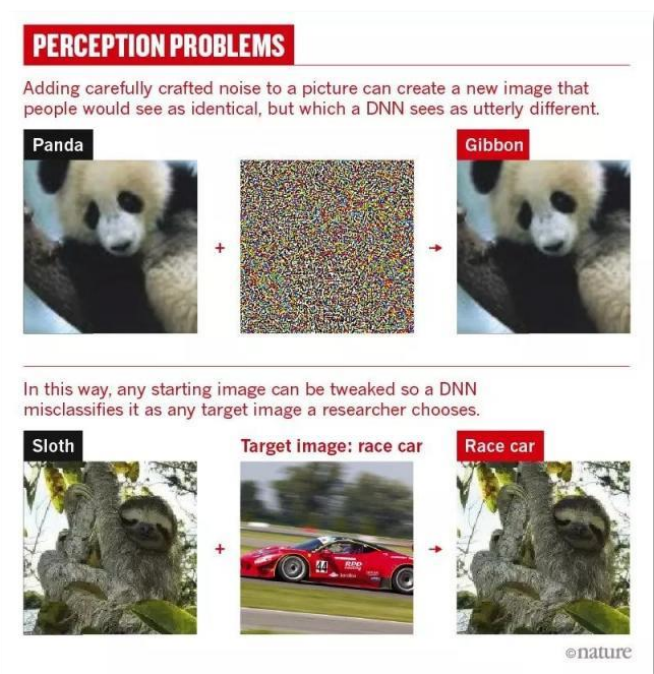 PERCEPTION PROBLEMS
Adding carefully crafted noise to a picture can create a new image that
people would see as identical, but which a DNN sees as utterly different.
Panda
Gibbon
+
In this way, any starting image can be tweaked so a DNN
misclassifies it as any target image a researcher chooses.
Sloth
Target image: race car
Race car
+
44
RPP
©nature